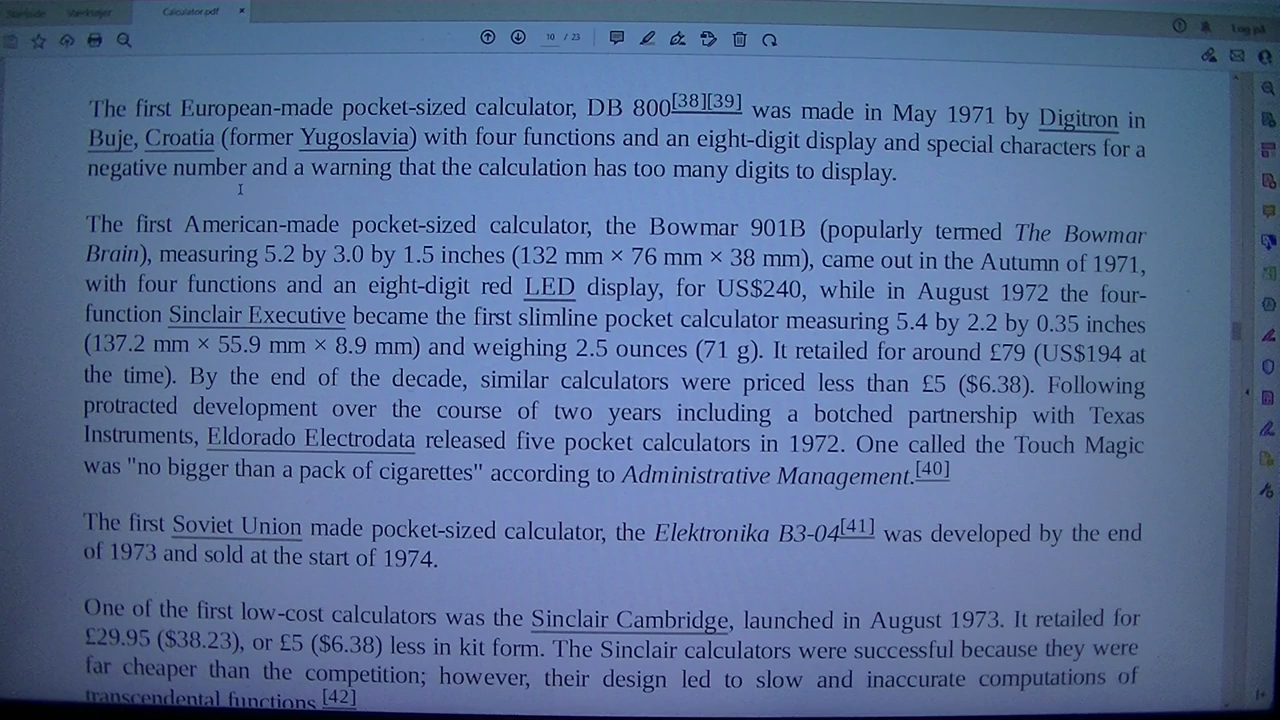 Værktøjer
Calculator.pdf ×
Log på
10 / 23
The first European-made pocket-sized calculator, DB 800[38][39] was made in May 1971 by Digitron in
Buje, Croatia (former Yugoslavia) with four functions and an eight-digit display and special characters for a
negative number and a warning that the calculation has too many digits to display.
The first American-made pocket-sized calculator, the Bowmar 901B (popularly termed The Bowmar
Brain), measuring 5.2 by 3.0 by 1.5 inches (132 mm × 76 mm × 38 mm), came out in the Autumn of 1971,
with four functions and an eight-digit red LED display, for US$240, while in August 1972 the four-
function Sinclair Executive became the first slimline pocket calculator measuring 5.4 by 2.2 by 0.35 inches
(137.2 mm × 55.9 mm × 8.9 mm) and weighing 2.5 ounces (71 g). It retailed for around £79 (US$194 at
the time). By the end of the decade, similar calculators were priced less than £5 ($6.38). Following
protracted development over the course of two years including a botched partnership with Texas
Instruments, Eldorado Electrodata released five pocket calculators in 1972. One called the Touch Magic
was "no bigger than a pack of cigarettes" according to Administrative Management.[40]
The first Soviet Union made pocket-sized calculator, the Elektronika B3-04[41] was developed by the end
of 1973 and sold at the start of 1974.
One of the first low-cost calculators was the Sinclair Cambridge, launched in August 1973. It retailed for
£29.95 ($38.23), or £5 ($6.38) less in kit form. The Sinclair calculators were successful because they were
far cheaper than the competition; however, their design led to slow and inaccurate computations of
transcendental functions.[42]